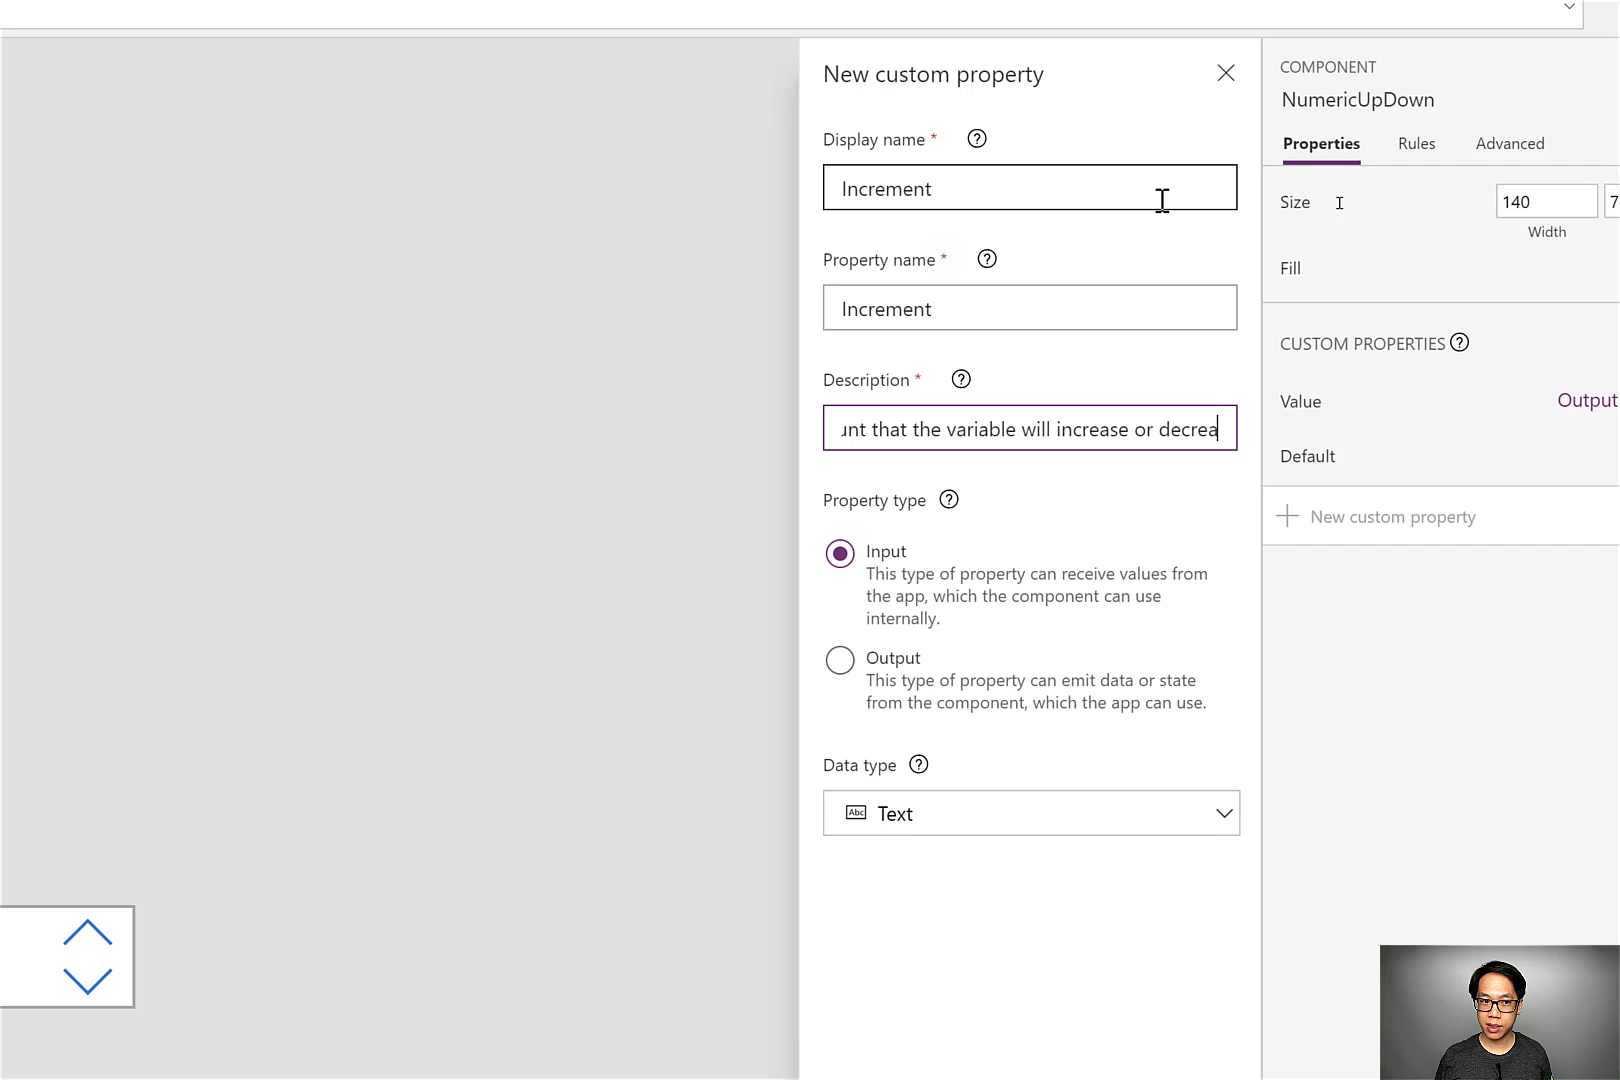 New custom property
Display name *
Increment
Property name *
Increment
Description *
that the variable will increase or decrea
Property type
Input
This type of property can receive values from
the app, which the component can use
internally.
Output
This type of property can emit data or state
from the component, which the app can use.
Data type
Abc Text
COMPONENT
NumericUpDown
Properties Rules Advanced
Size 140 7
Width
Fill
CUSTOM PROPERTIES
Value Output
Default
New custom property